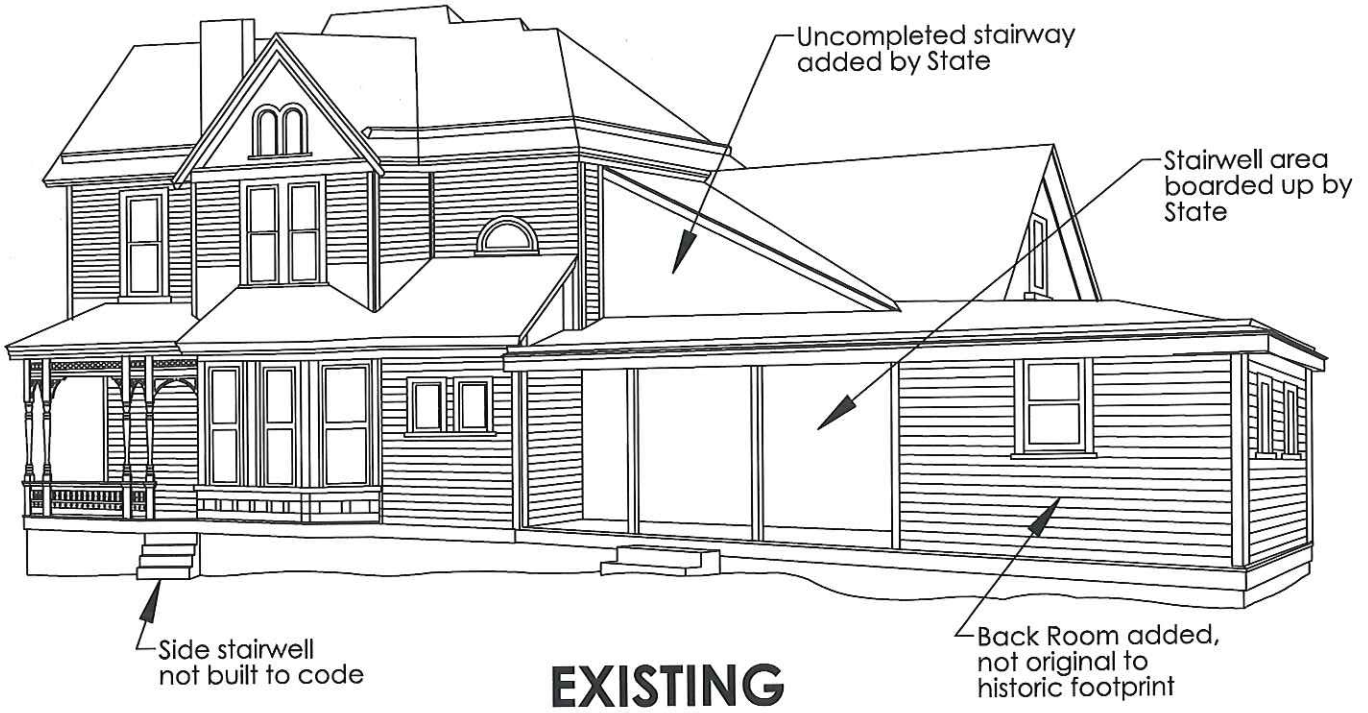 Uncompleted stairway
added by State
Stairwell area
boarded up by
State
Side stairwell
not built to code
Back Room added,
not original to
historic footprint
EXISTING